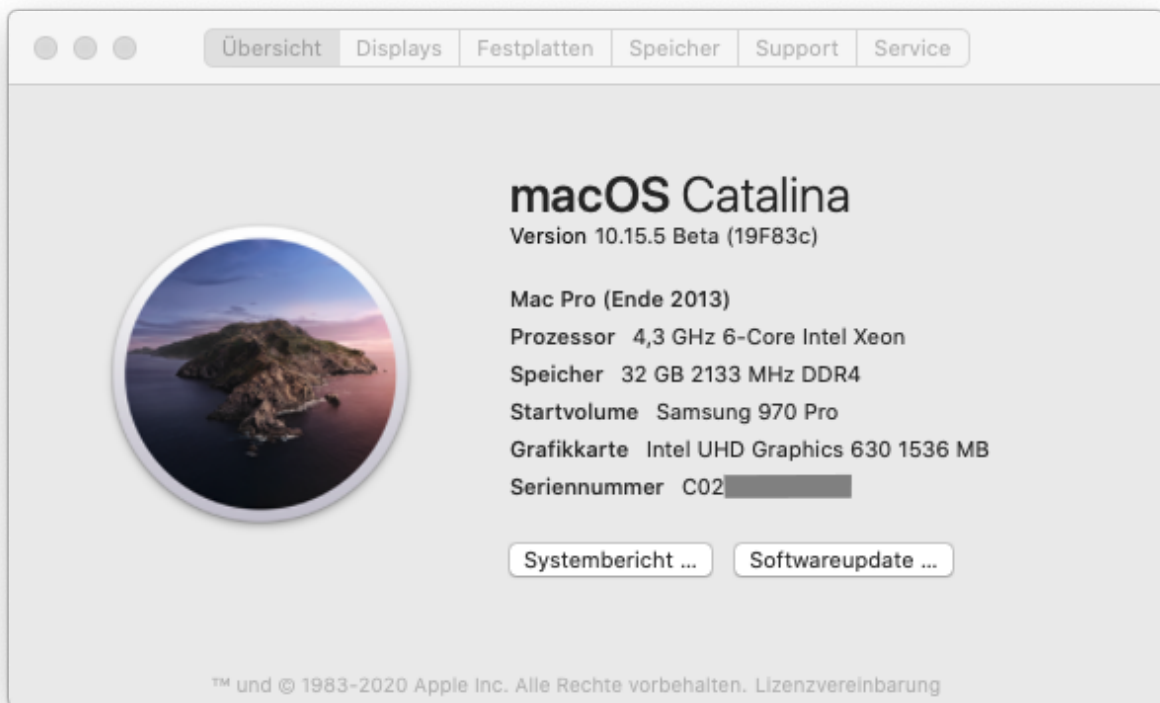 Übersicht Displays Festplatten Speicher Support Service
macOS Catalina
Version 10.15.5 Beta (19F83c)
Mac Pro (Ende 2013)
Prozessor 4,3 GHz 6-Core Intel Xeon
Speicher 32 GB 2133 MHz DDR4
Startvolume Samsung 970 Pro
Grafikkarte Intel UHD Graphics 630 1536 MB
Seriennummer C02
Systembericht ... Softwareupdate ...
™ und © 1983-2020 Apple Inc. Alle Rechte vorbehalten. Lizenzvereinbarung